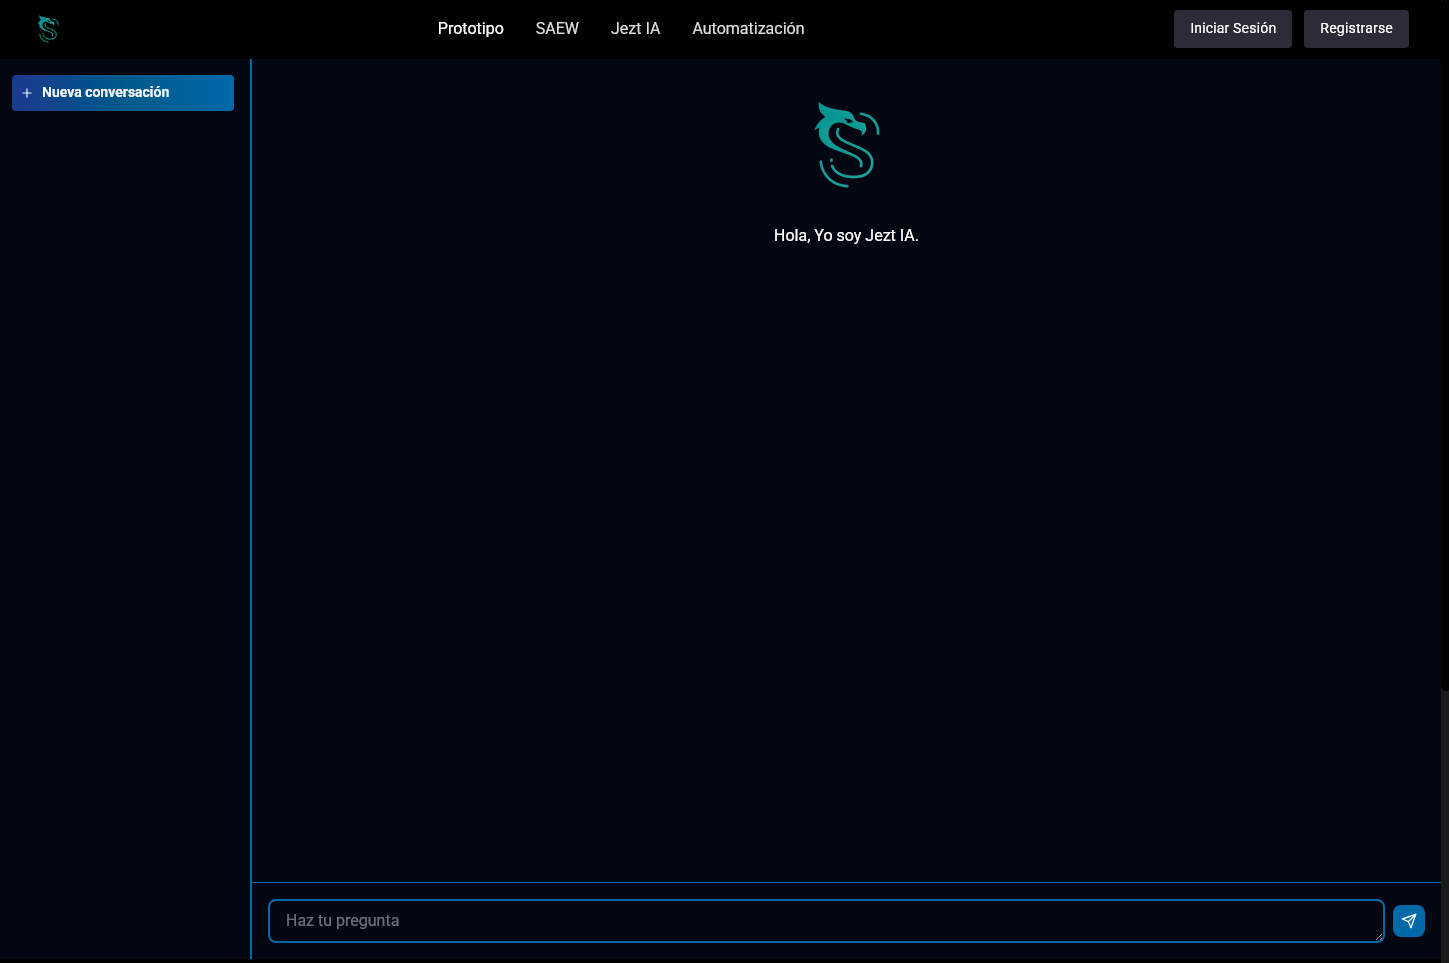 Prototipo
SAEW
Jezt IA
Automatización
Iniciar Sesión
Registrarse
Nueva conversación
Hola, Yo soy Jezt IA.
Haz tu pregunta